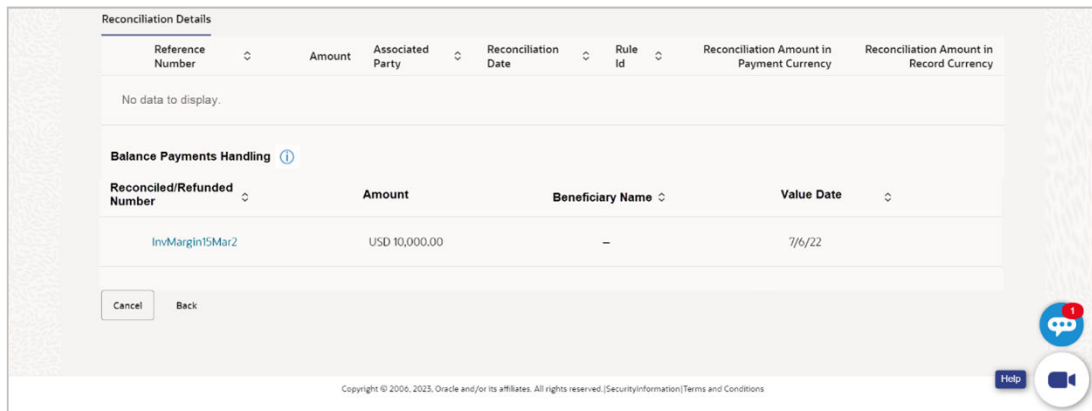 Reconciliation Details
Reference Number Amount Associated Party Reconciliation Date Rule Id Reconciliation Amount in Payment Currency Reconciliation Amount in Record Currency
No data to display.
Balance Payments Handling
Reconciled/Refunded Number Amount Beneficiary Name Value Date
InvMargin15Mar2 USD 10,000.00 – 7/6/22
Cancel Back
1
Help
Copyright © 2006, 2023, Oracle and/or its affiliates. All rights reserved.|SecurityInformation|Terms and Conditions